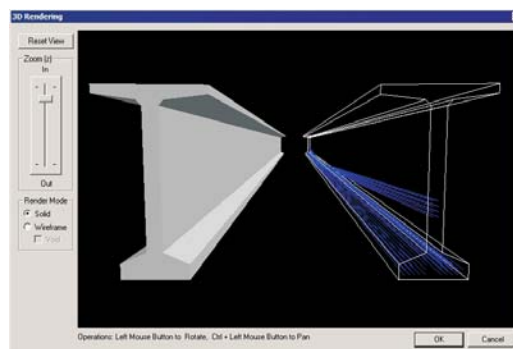 3D Rendering
Reset View
Zoom (z)
In
Out
Render Mode
Solid
Wireframe
Void
Operations: Left Mouse Button to Rotate, Ctrl + Left Mouse Button to Pan
OK
Cancel